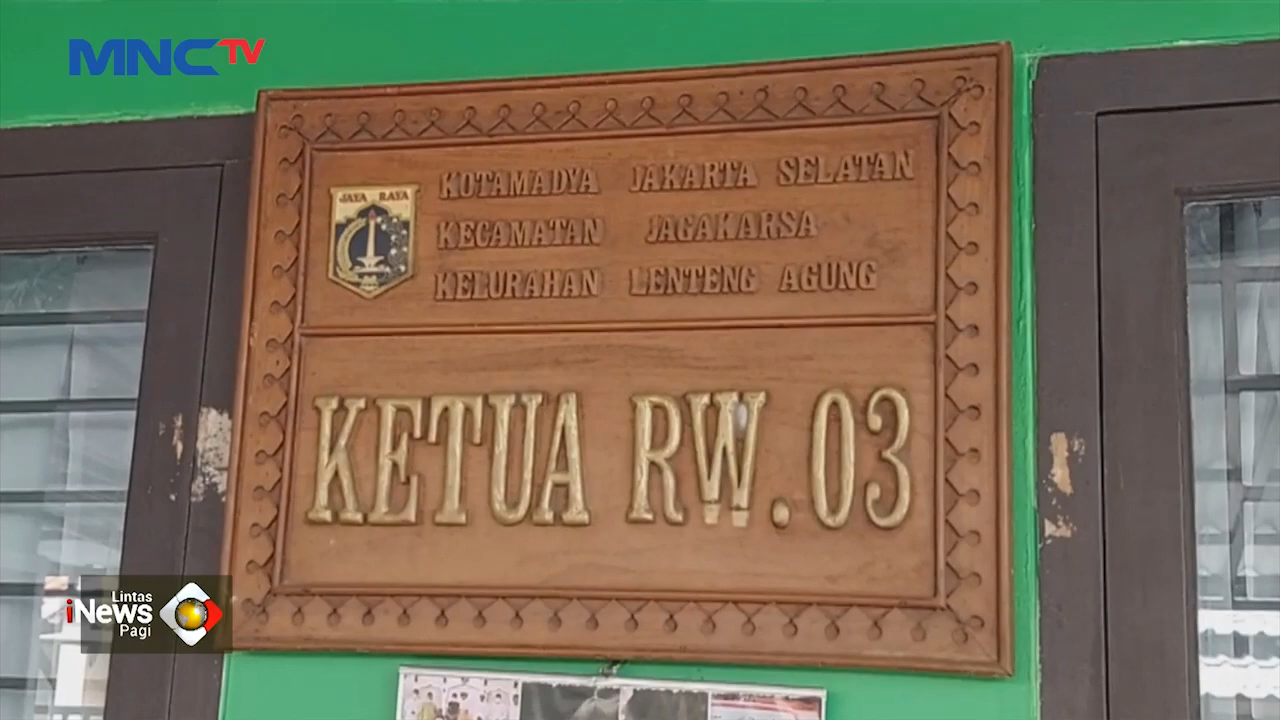 MNCTV
JAYA RAYA
KOTAMADYA JAKARTA SELATAN
KECAMATAN JAGAKARSA
KELURAHAN LENTENG AGUNG
KETUA RW. 03
Lintas
iNews
Pagi